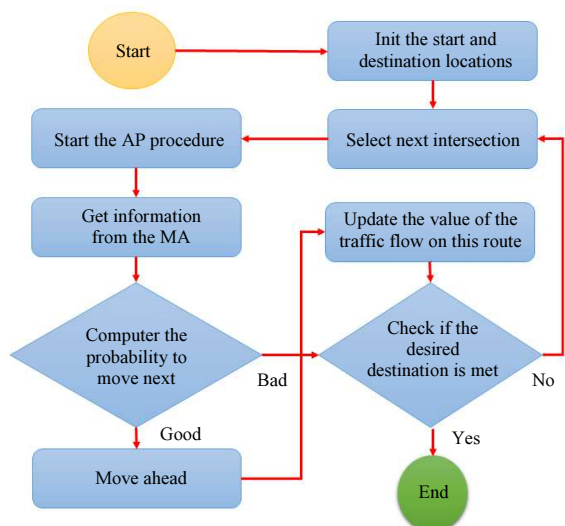 Start
Init the start and
destination locations
Start the AP procedure
Select next intersection
Get information
from the MA
Update the value of the
traffic flow on this route
Computer the
probability to
move next
Bad
Check if the
desired
destination is met
No
Good
Yes
Move ahead
End